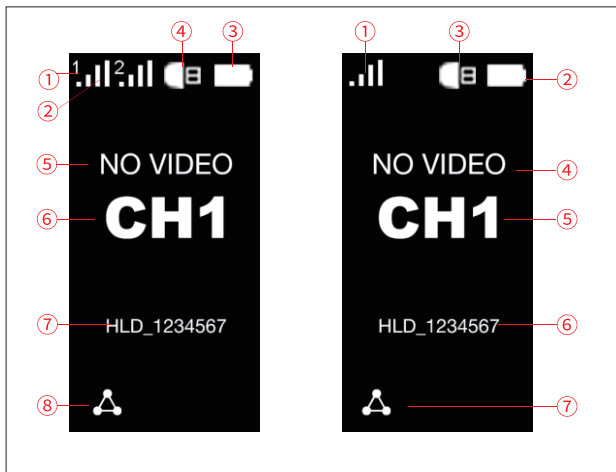 ④ ③ ① ③
① 1 2 ②
②
⑤ NO VIDEO NO VIDEO ④
⑥ CH1 CH1 ⑤
⑦ HLD_1234567 HLD_1234567 ⑥
⑧ ⑦